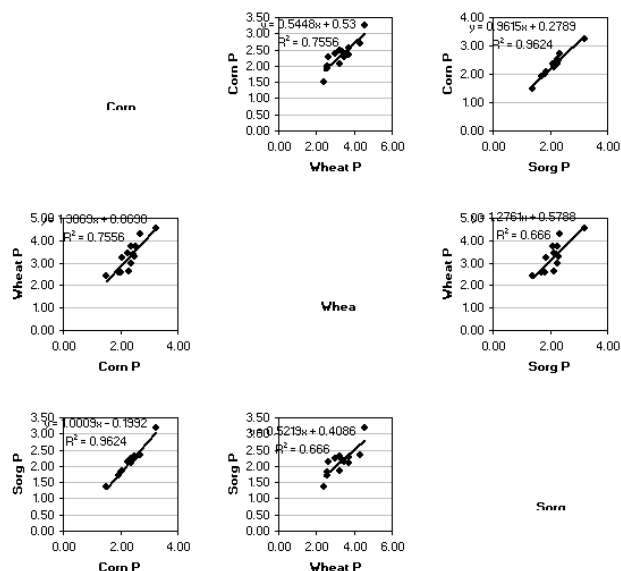 Corn
3.50
3.00
2.50
2.00
1.50
1.00
0.50
0.00
y = 0.5448x + 0.53
R² = 0.7556
Corn P
0.00 2.00 4.00 6.00
Wheat P
4.00
3.00
2.00
1.00
0.00
y = 0.9615x + 0.2789
R² = 0.9624
Corn P
0.00 2.00 4.00
Sorg P
5.00
4.00
3.00
2.00
1.00
0.00
y = 1.3869x +
R² = 0.7556
Wheat P
0.00 2.00 4.00
Corn P
Whea
5.00
4.00
3.00
2.00
1.00
0.00
y = 1.2761x + 0.5788
R² = 0.666
Wheat P
0.00 2.00 4.00
Sorg P
3.50
3.00
2.50
2.00
1.50
1.00
0.50
0.00
y = 1.0009x - 0.1992
R² = 0.9624
Sorg P
0.00 2.00 4.00
Corn P
3.50
3.00
2.50
2.00
1.50
1.00
0.50
0.00
y = 0.5219x + 0.4086
R² = 0.666
Sorg P
0.00 2.00 4.00 6.00
Wheat P
Sorg